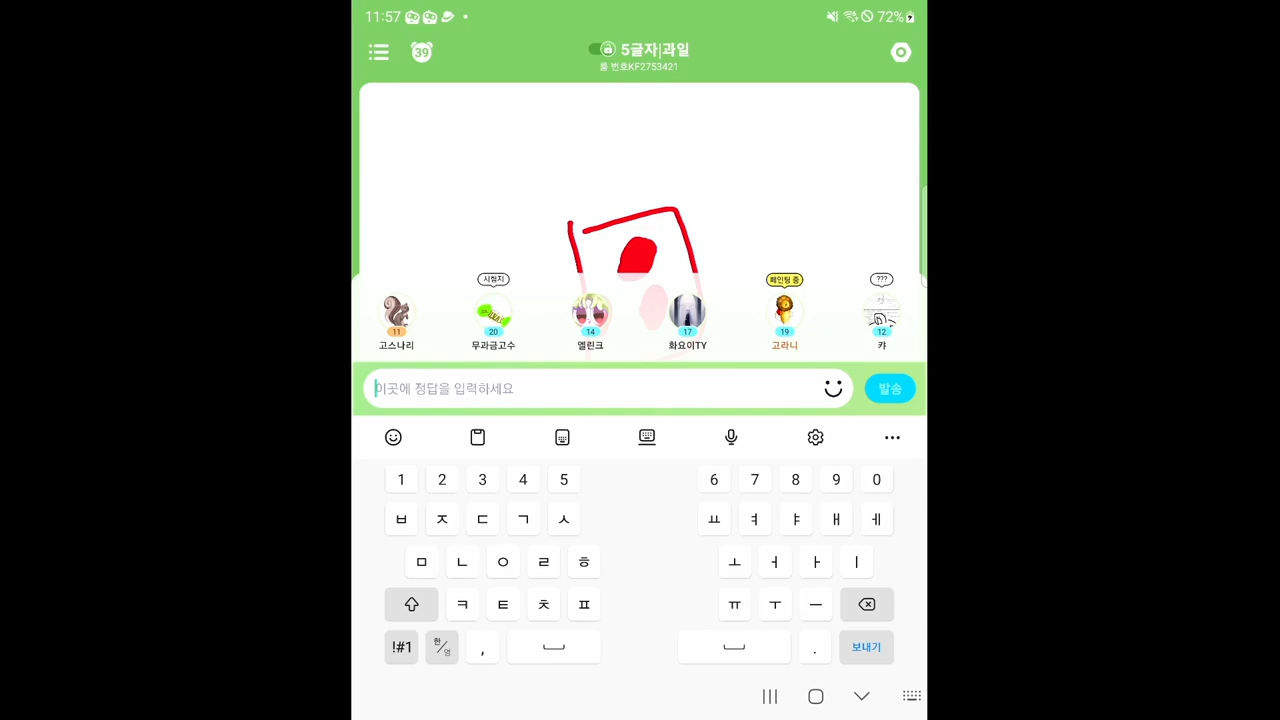 11:57 72%
39 5글자|과일
룸 번호KF2753421
시험지 페인팅 중 ???
11 20 14 17 19 12
고스나리 무과금고수 엘린크 화요이TY 고라니 캬
이곳에 정답을 입력하세요 발송
1 2 3 4 5 6 7 8 9 0
ㅂ ㅈ ㄷ ㄱ ㅅ ㅛ ㅕ ㅑ ㅐ ㅔ
ㅁ ㄴ ㅇ ㄹ ㅎ ㅗ ㅓ ㅏ ㅣ
ㅋ ㅌ ㅊ ㅍ ㅠ ㅜ ㅡ
!#1 한/영 , . 보내기